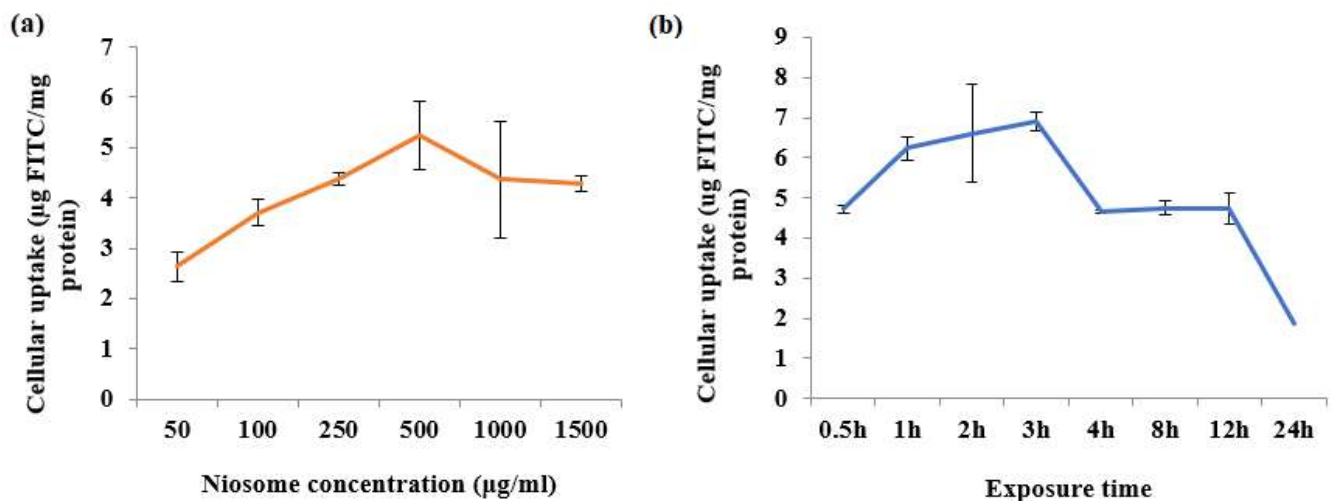 (a)
7
6
5
4
3
2
1
0
Cellular uptake (µg FITC/mg
protein)
50 100 250 500 1000 1500
Niosome concentration (µg/ml)
(b)
9
8
7
6
5
4
3
2
1
0
Cellular uptake (ug FITC/mg
protein)
0.5h 1h 2h 3h 4h 8h 12h 24h
Exposure time